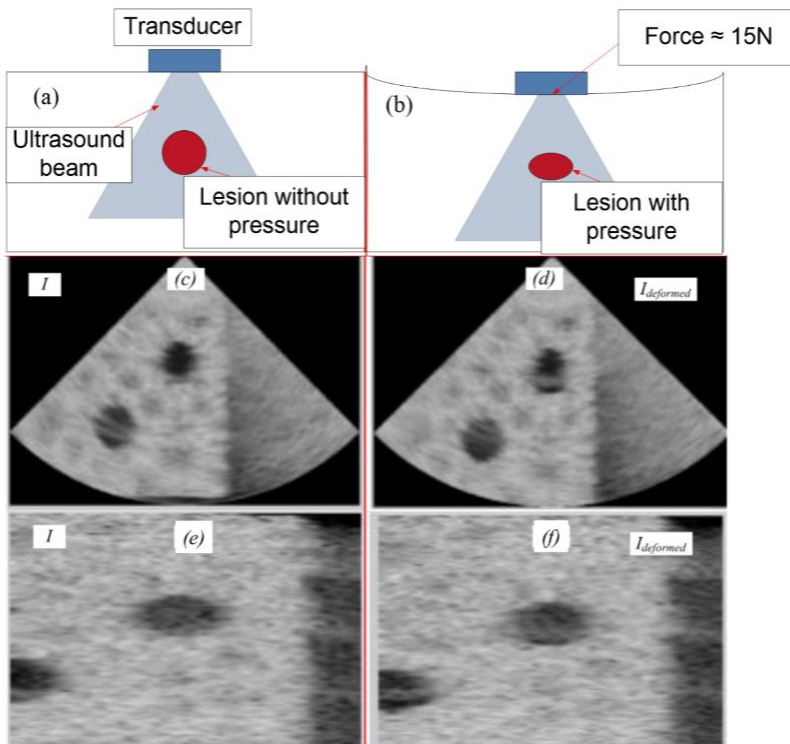 Transducer
Force ≈ 15N
(a)
(b)
Ultrasound
beam
Lesion without
pressure
Lesion with
pressure
I
(c)
(d)
Ideformed
I
(e)
(f)
Ideformed